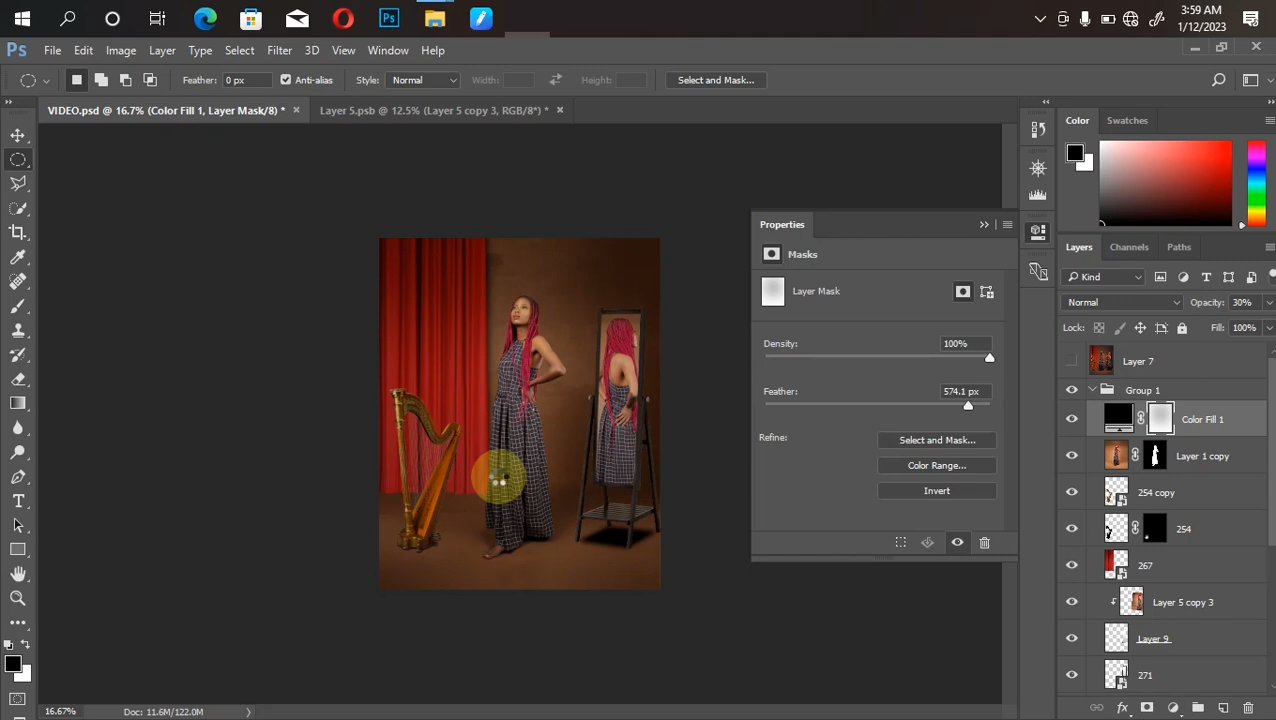 3:59 AM
1/12/2023
Ps
Ps File Edit Image Layer Type Select Filter 3D View Window Help
Feather: 0 px Anti-alias Style: Normal Width: Height: Select and Mask...
VIDEO.psd @ 16.7% (Color Fill 1, Layer Mask/8) * × Layer 5.psb @ 12.5% (Layer 5 copy 3, RGB/8*) * ×
Color Swatches
Properties
Masks
Layer Mask
Density: 100%
Feather: 574.1 px
Refine: Select and Mask...
Color Range...
Invert
Layers Channels Paths
Kind
Normal Opacity: 30%
Lock: Fill: 100%
Layer 7
Group 1
Color Fill 1
Layer 1 copy
254 copy
254
267
Layer 5 copy 3
Layer 9
271
fx
16.67% Doc: 11.6M/122.0M